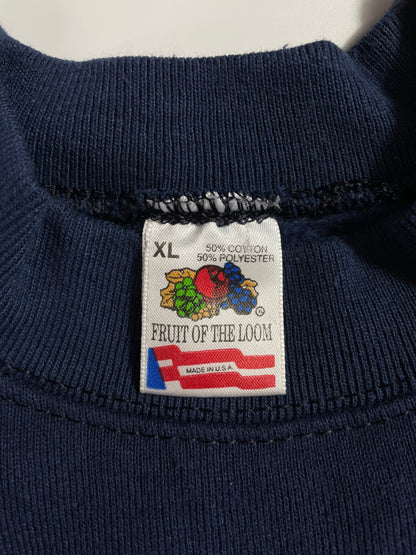 XL
50% COTTON
50% POLYESTER
®
FRUIT OF THE LOOM
MADE IN U.S.A.